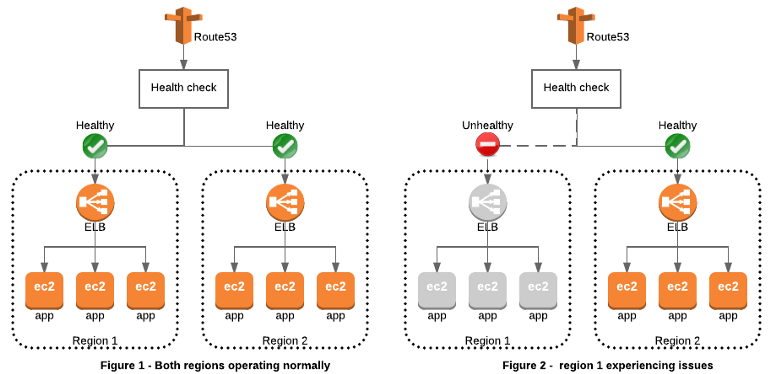 Route53
Health check
Healthy
Healthy
ELB
ELB
ec2 ec2 ec2
app app app
ec2 ec2 ec2
app app app
Region 1
Region 2
Figure 1 - Both regions operating normally
Route53
Health check
Unhealthy
Healthy
ELB
ELB
ec2 ec2 ec2
app app app
ec2 ec2 ec2
app app app
Region 1
Region 2
Figure 2 - region 1 experiencing issues